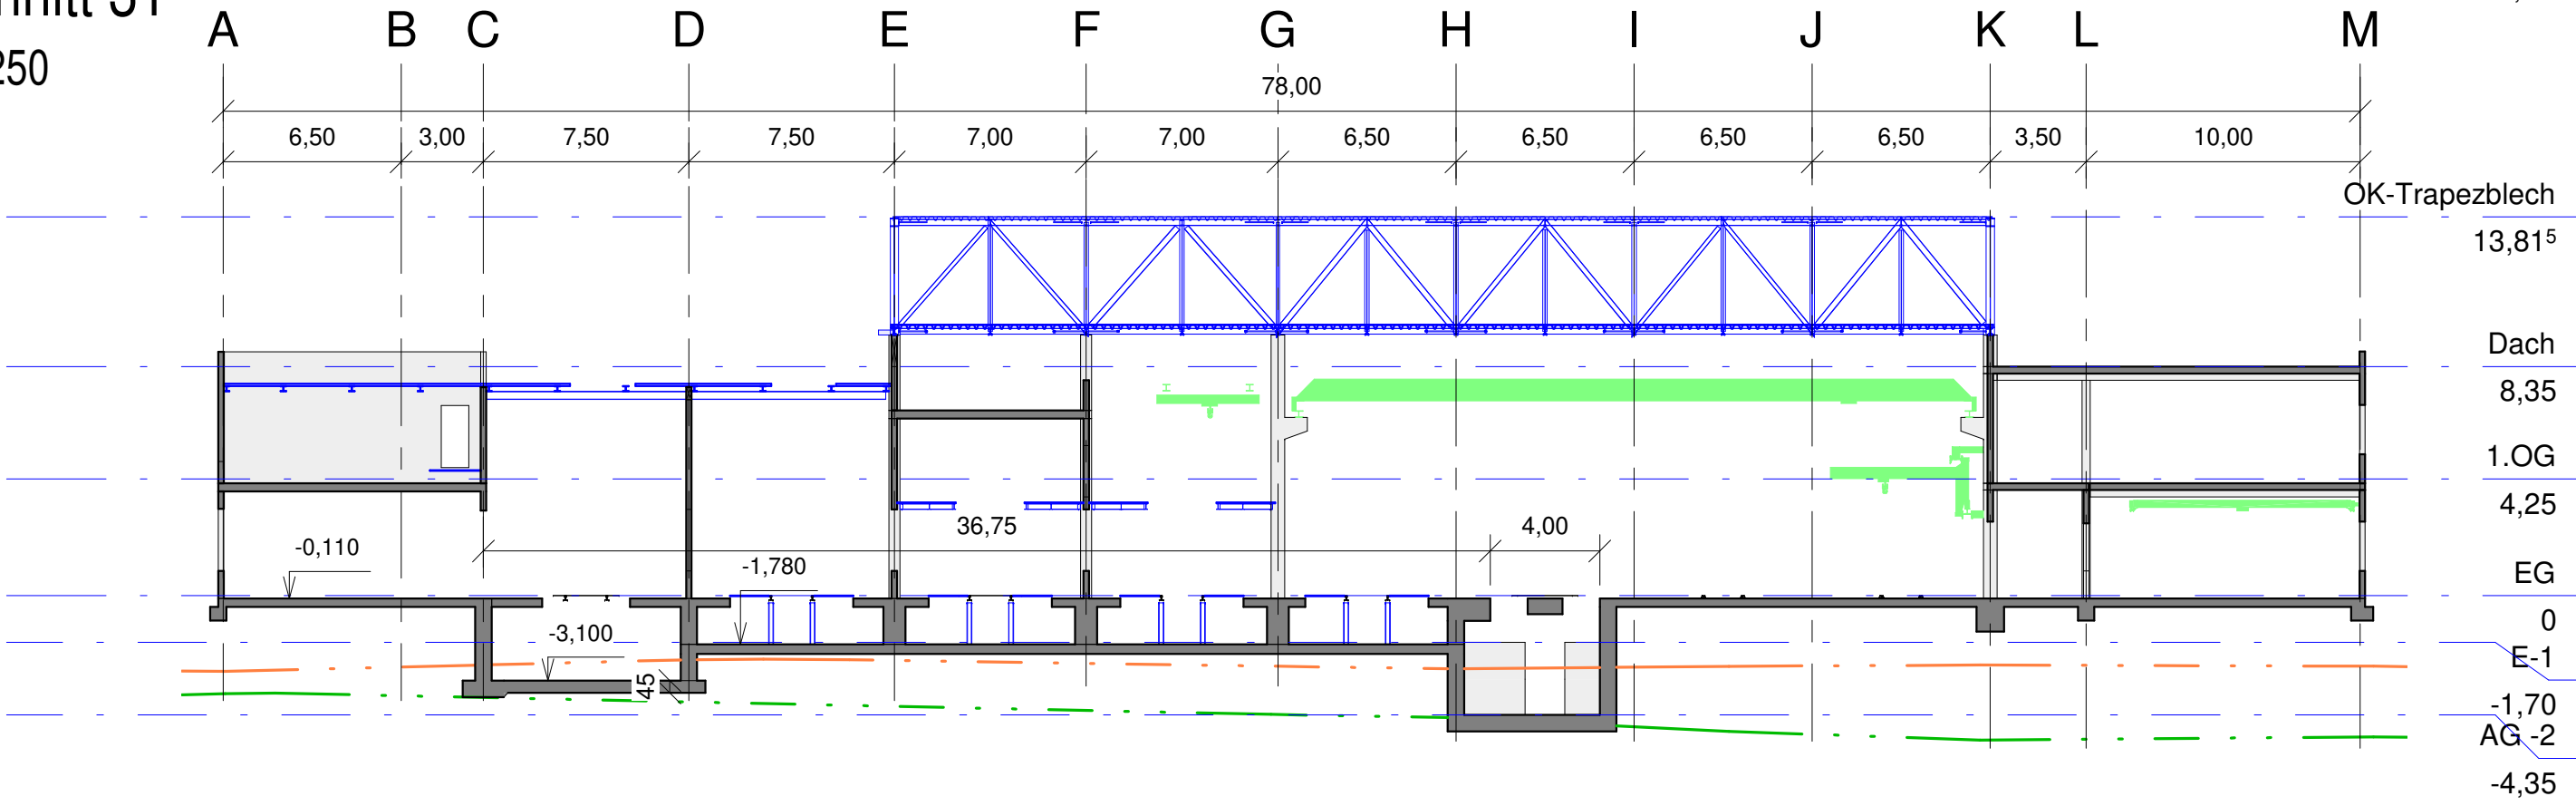 A B C D E F G H I J K L M
250
78,00
6,50 3,00 7,50 7,50 7,00 7,00 6,50 6,50 6,50 6,50 3,50 10,00
OK-Trapezblech
13,81⁵
Dach
8,35
1.OG
4,25
36,75 4,00
-0,110
-1,780
EG
0
-3,100
45
E-1
-1,70
AG -2
-4,35